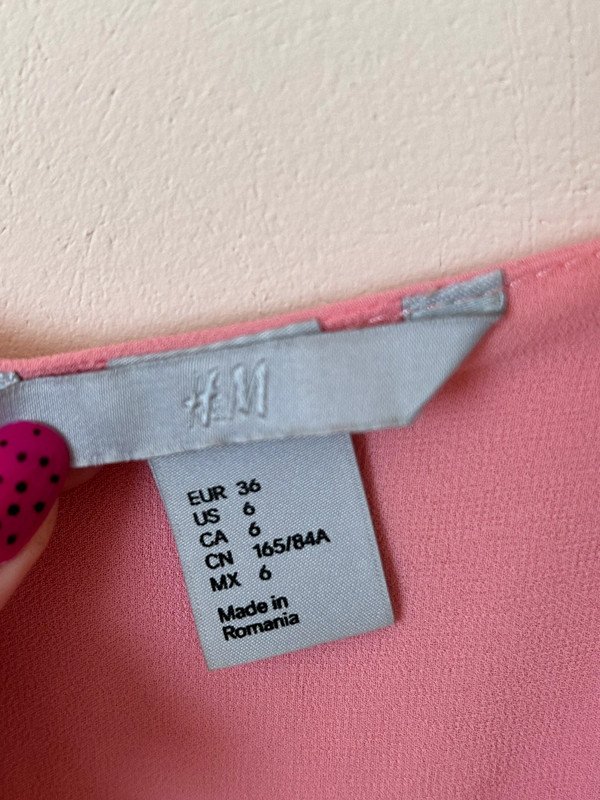 H&M
EUR 36
US 6
CA 6
CN 165/84A
MX 6
Made in
Romania